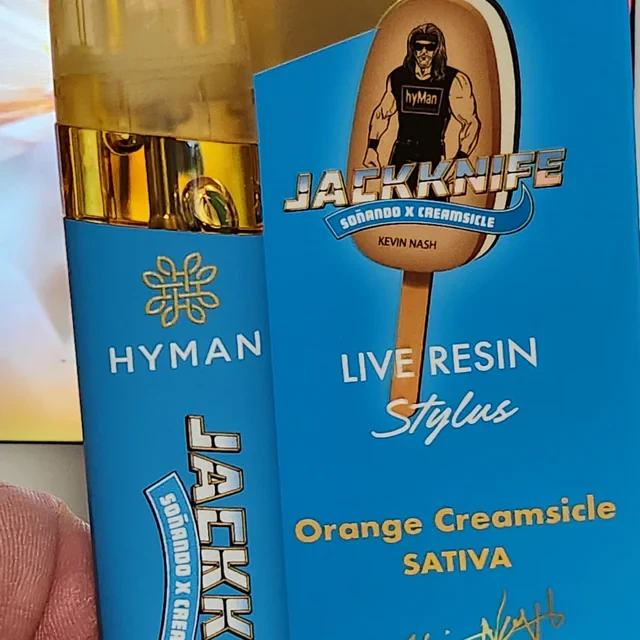 HYMAN
JACKK
SOÑANDO X CREA
hyMan
JACKKNIFE
SOÑANDO X CREAMSICLE
KEVIN NASH
LIVE RESIN
Stylus
Orange Creamsicle
SATIVA